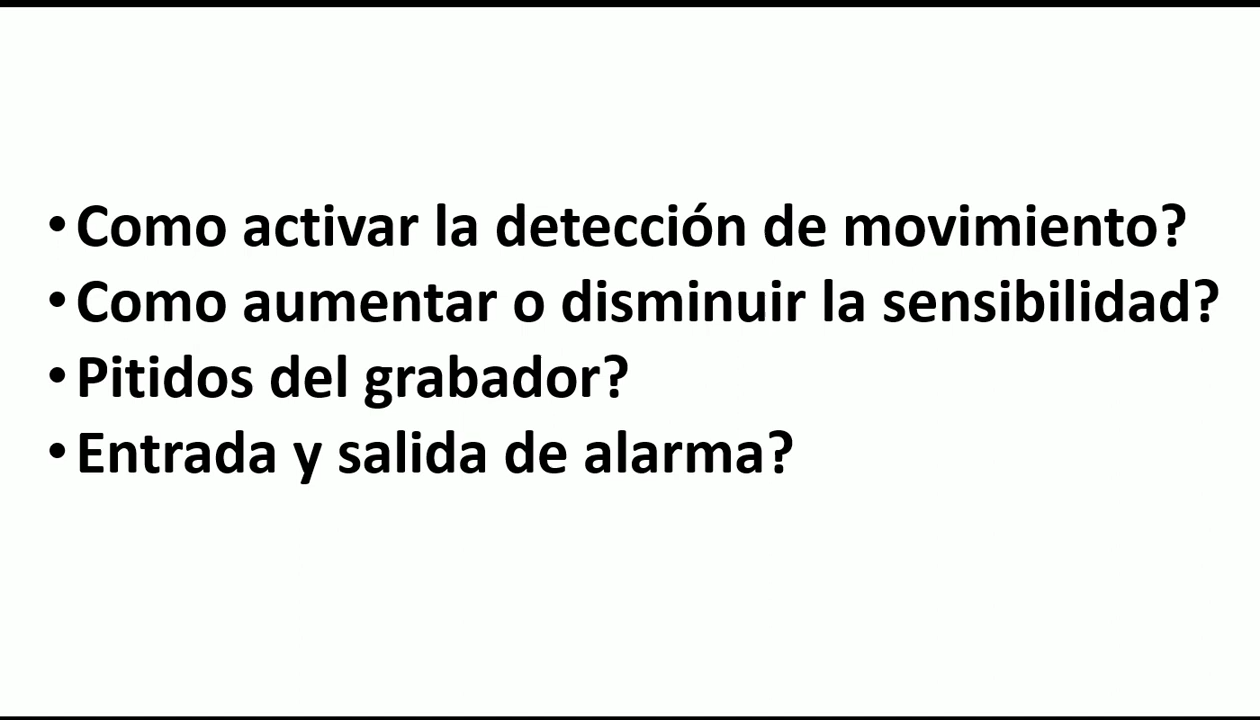 • Como activar la detección de movimiento?
• Como aumentar o disminuir la sensibilidad?
• Pitidos del grabador?
• Entrada y salida de alarma?